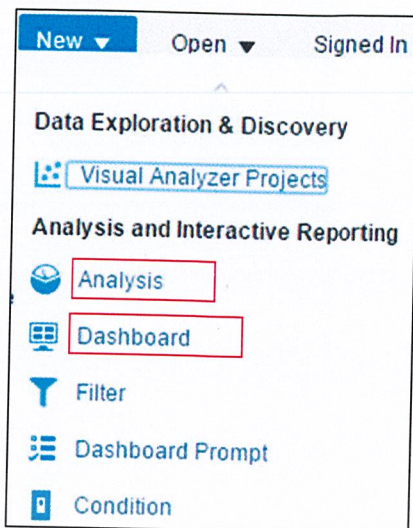 New Open Signed In
Data Exploration & Discovery
Visual Analyzer Projects
Analysis and Interactive Reporting
Analysis
Dashboard
Filter
Dashboard Prompt
Condition